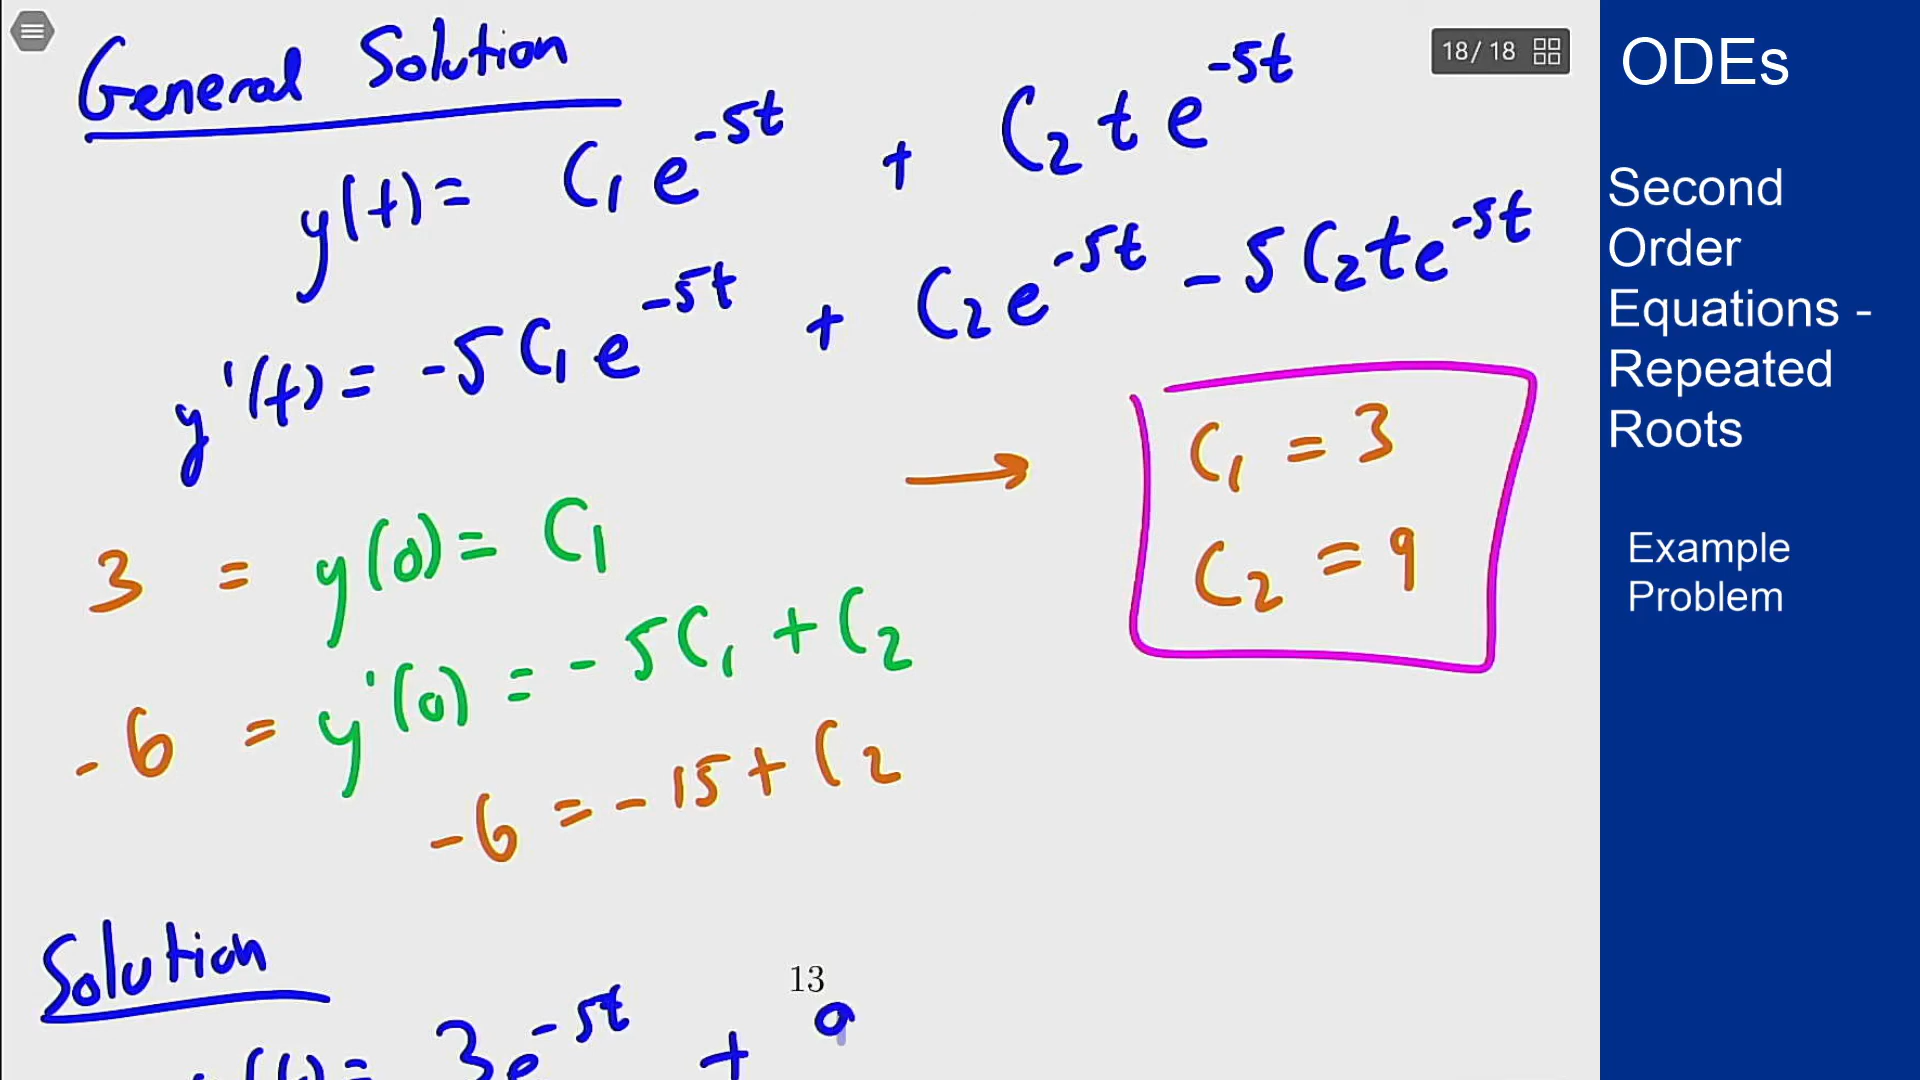 General Solution
y(t) = C₁e^{-5t} + C₂te^{-5t}
y'(t) = -5C₁e^{-5t} + C₂e^{-5t} - 5C₂te^{-5t}
→
C₁ = 3
C₂ = 9
3 = y(0) = C₁
-6 = y'(0) = -5C₁ + C₂
-6 = -15 + C₂
Solution
13
3e^{-5t} + 9
18/18
ODEs
Second
Order
Equations -
Repeated
Roots
Example
Problem